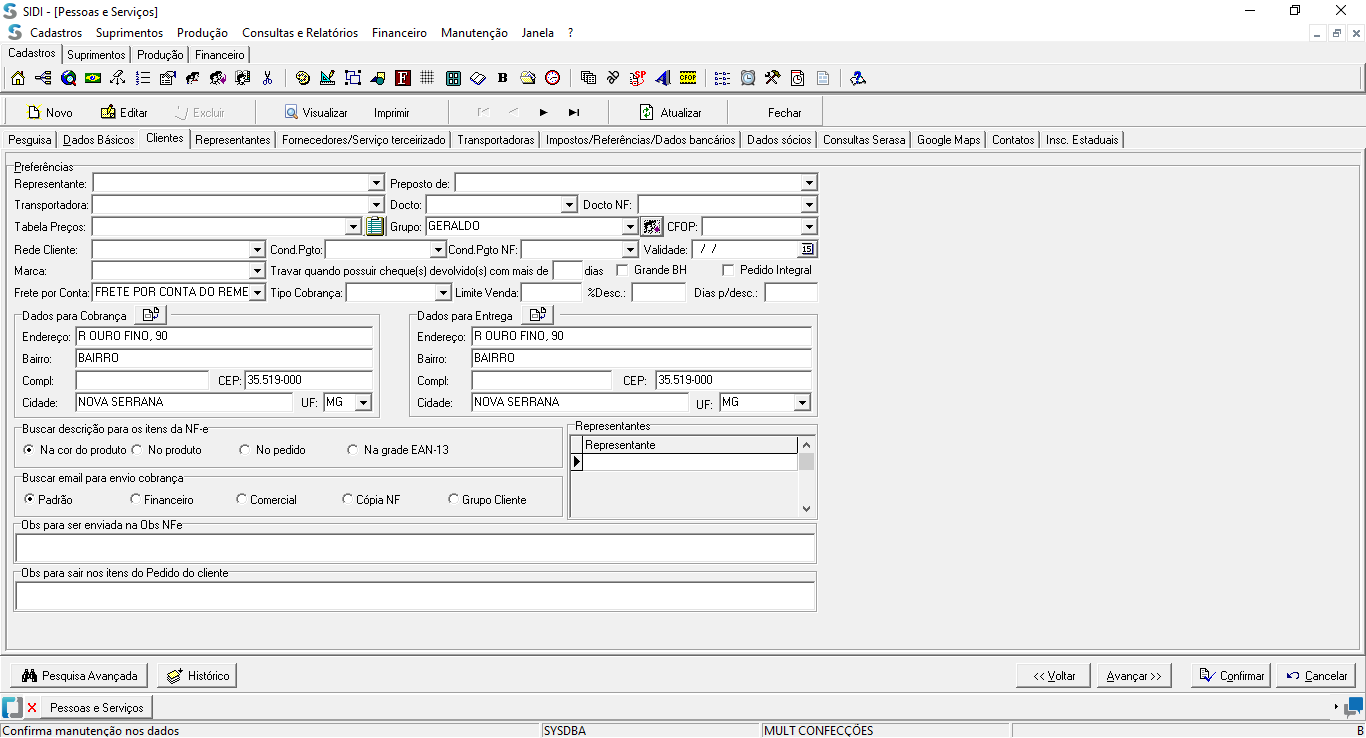 SIDI - [Pessoas e Serviços]
Cadastros Suprimentos Produção Consultas e Relatórios Financeiro Manutenção Janela ?
Cadastros Suprimentos Produção Financeiro
F B SP CFOP
Novo Editar Excluir Visualizar Imprimir Atualizar Fechar
Pesquisa Dados Básicos Clientes Representantes Fornecedores/Serviço terceirizado Transportadoras Impostos/Referências/Dados bancários Dados sócios Consultas Serasa Google Maps Contatos Insc. Estaduais
Preferências
Representante: Preposto de:
Transportadora: Docto: Docto NF:
Tabela Preços: Grupo: GERALDO CFOP:
Rede Cliente: Cond.Pgto: Cond.Pgto NF: Validade: / / 15
Marca: Travar quando possuir cheque(s) devolvido(s) com mais de dias Grande BH Pedido Integral
Frete por Conta: FRETE POR CONTA DO REME Tipo Cobrança: Limite Venda: %Desc.: Dias p/desc.:
Dados para Cobrança Dados para Entrega
Endereço: R OURO FINO, 90 Endereço: R OURO FINO, 90
Bairro: BAIRRO Bairro: BAIRRO
Compl: CEP: 35.519-000 Compl: CEP: 35.519-000
Cidade: NOVA SERRANA UF: MG Cidade: NOVA SERRANA UF: MG
Buscar descrição para os itens da NF-e Representantes
Na cor do produto No produto No pedido Na grade EAN-13 Representante
Buscar email para envio cobrança
Padrão Financeiro Comercial Cópia NF Grupo Cliente
Obs para ser enviada na Obs NFe
Obs para sair nos itens do Pedido do cliente
Pesquisa Avançada Histórico << Voltar Avançar >> Confirmar Cancelar
Pessoas e Serviços
Confirma manutenção nos dados SYSDBA MULT CONFECÇÕES B